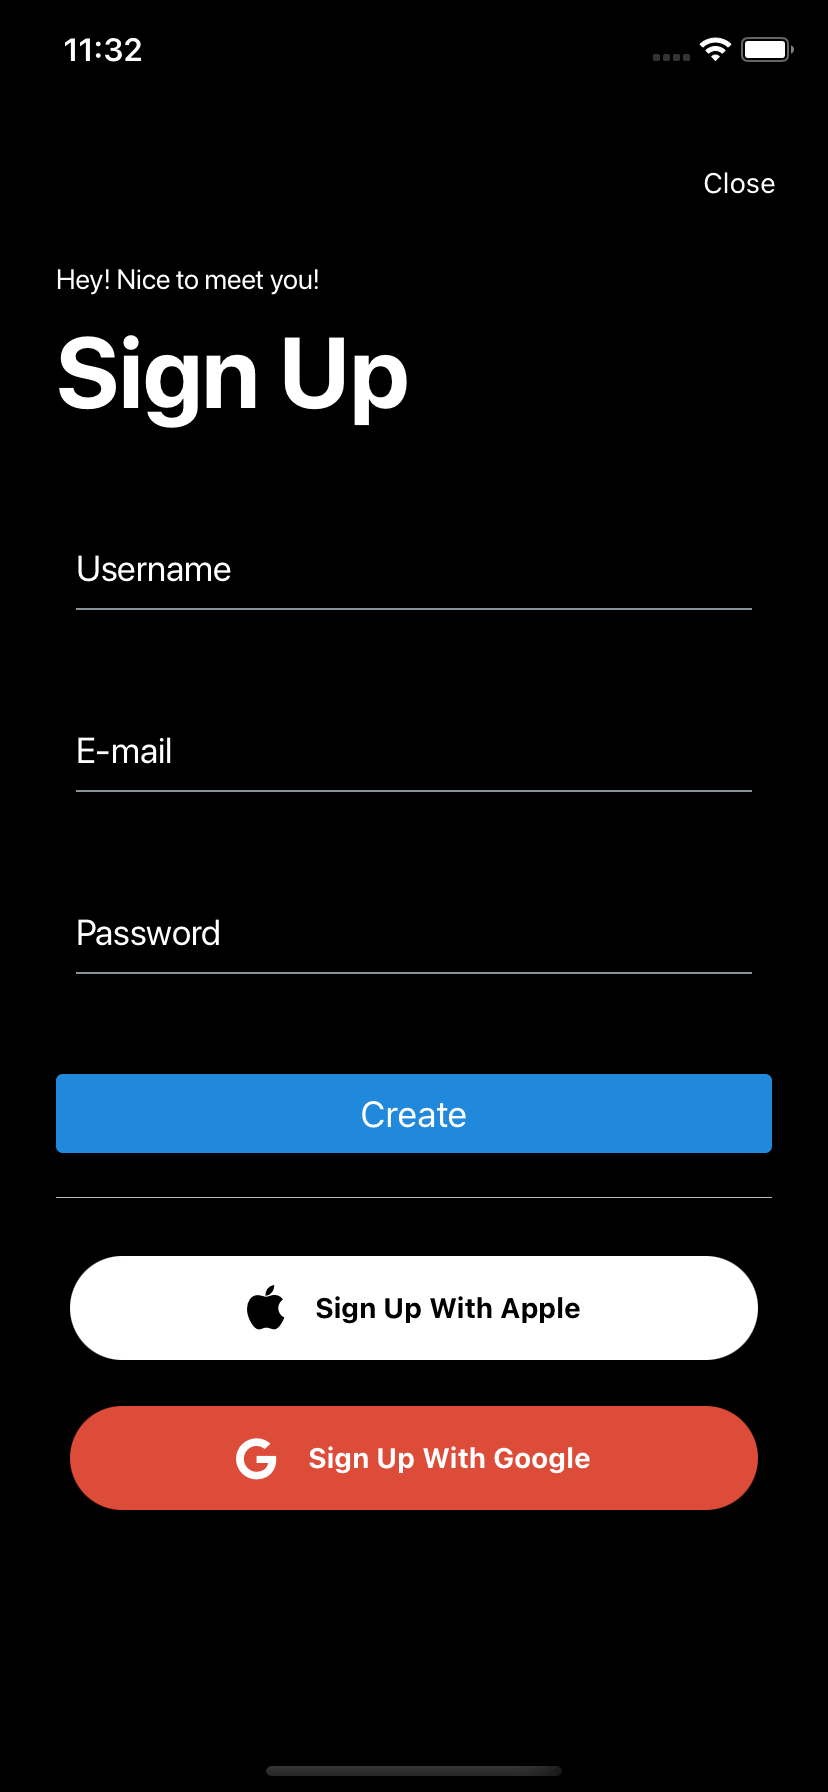 11:32
Close
Hey! Nice to meet you!
Sign Up
Username
E-mail
Password
Create
Sign Up With Apple
Sign Up With Google